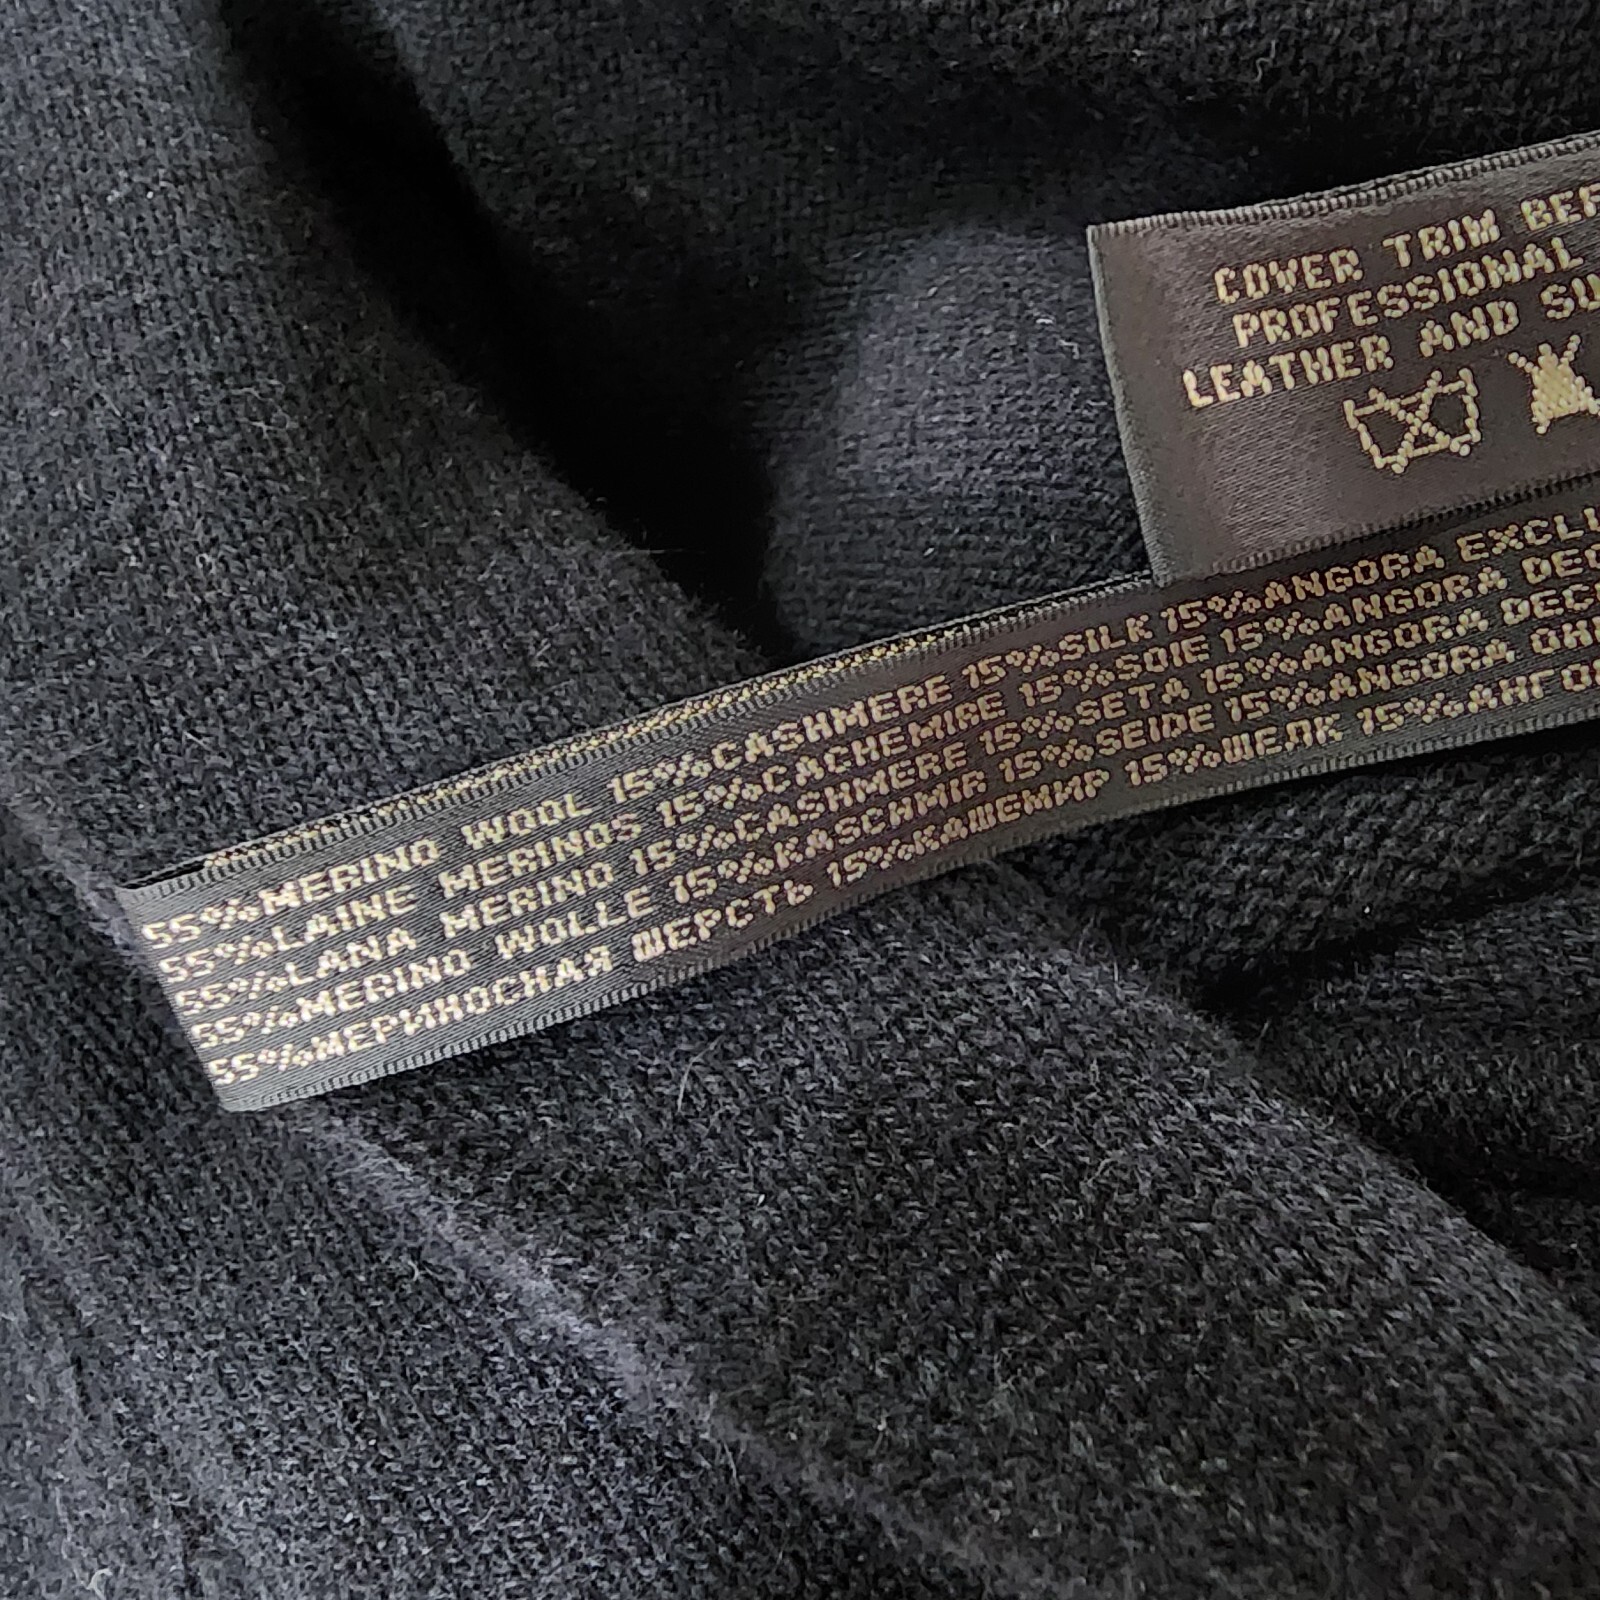 COVER TRIM BEF
PROFESSIONAL
LEATHER AND SU
55%MERINO WOOL 15%CASHMERE 15%SILK 15%ANGORA EXCLU
55%LAINE MERINOS 15%CACHEMIRE 15%SOIE 15%ANGORA DEC
55%LANA MERINO 15%CASHMERE 15%SETA 15%ANGORA DEC
55%MERINO WOLLE 15%KASCHMIR 15%SEIDE 15%ANGORA OHN
55%МЕРИНОСНАЯ ШЕРСТЬ 15%КАШЕМИР 15%ШЕЛК 15%АНГОР